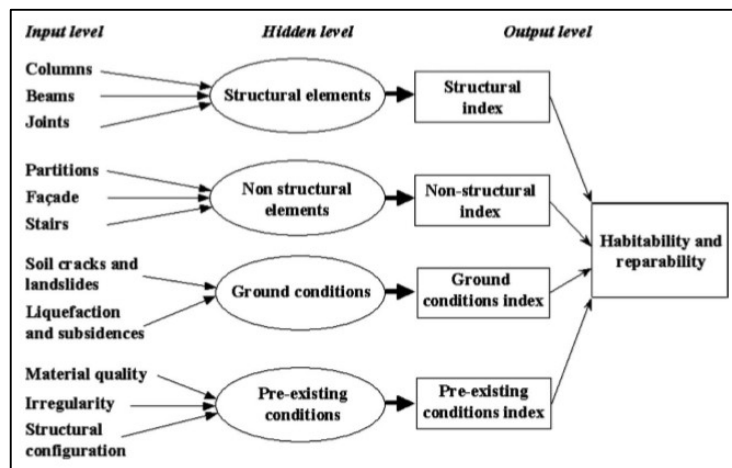 Input level
Hidden level
Output level
Columns
Beams
Joints
Structural elements
Structural
index
Partitions
Façade
Stairs
Non structural
elements
Non-structural
index
Habitability and
reparability
Soil cracks and
landslides
Liquefaction
and subsidences
Ground conditions
Ground
conditions index
Material quality
Irregularity
Structural
configuration
Pre-existing
conditions
Pre-existing
conditions index